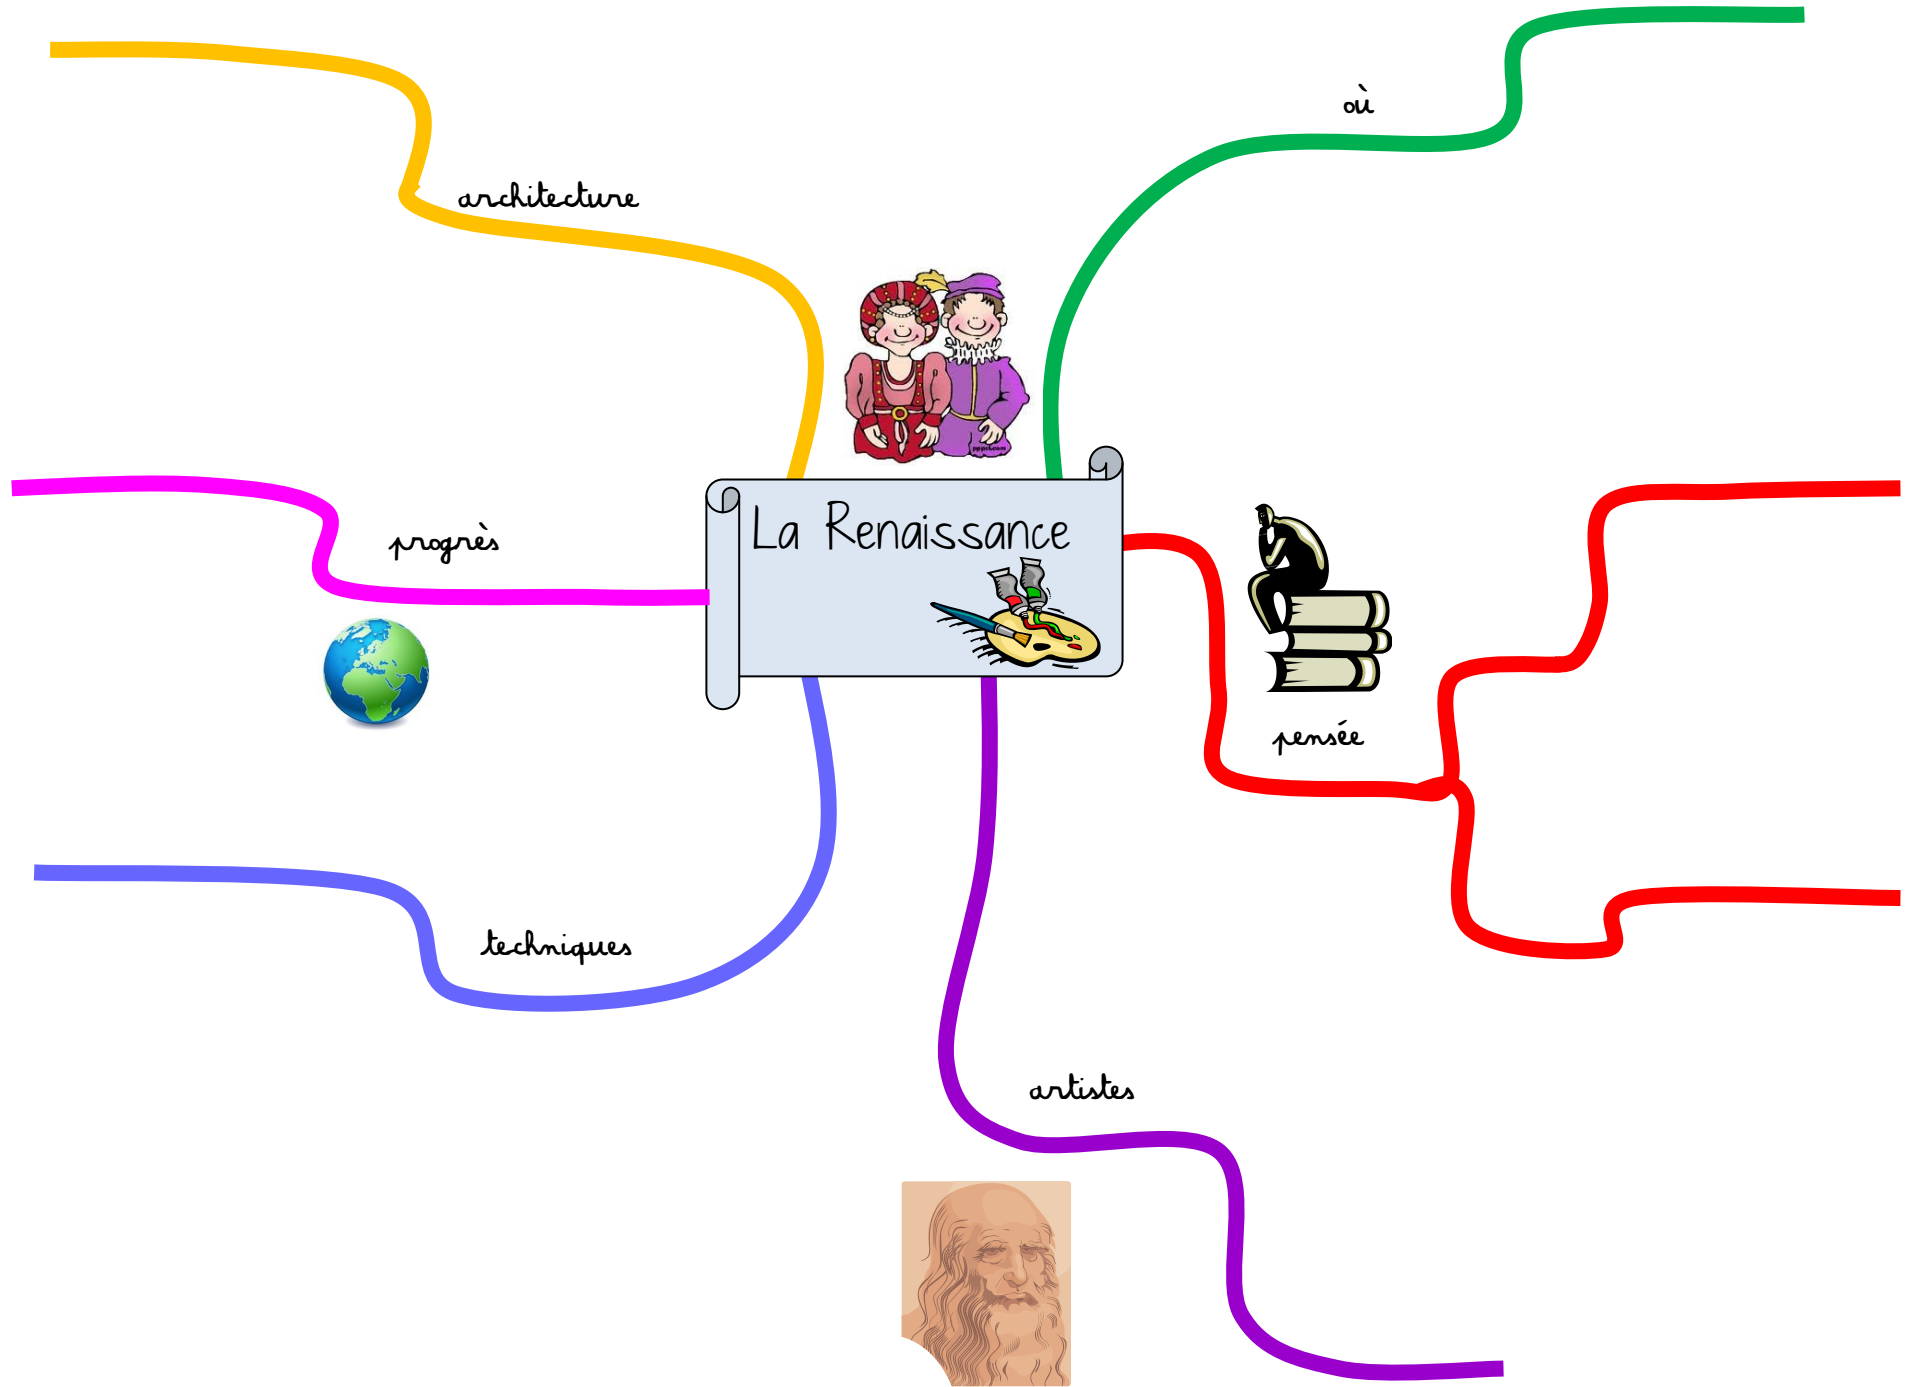 où
architecture
La Renaissance
progrès
pensée
techniques
artistes